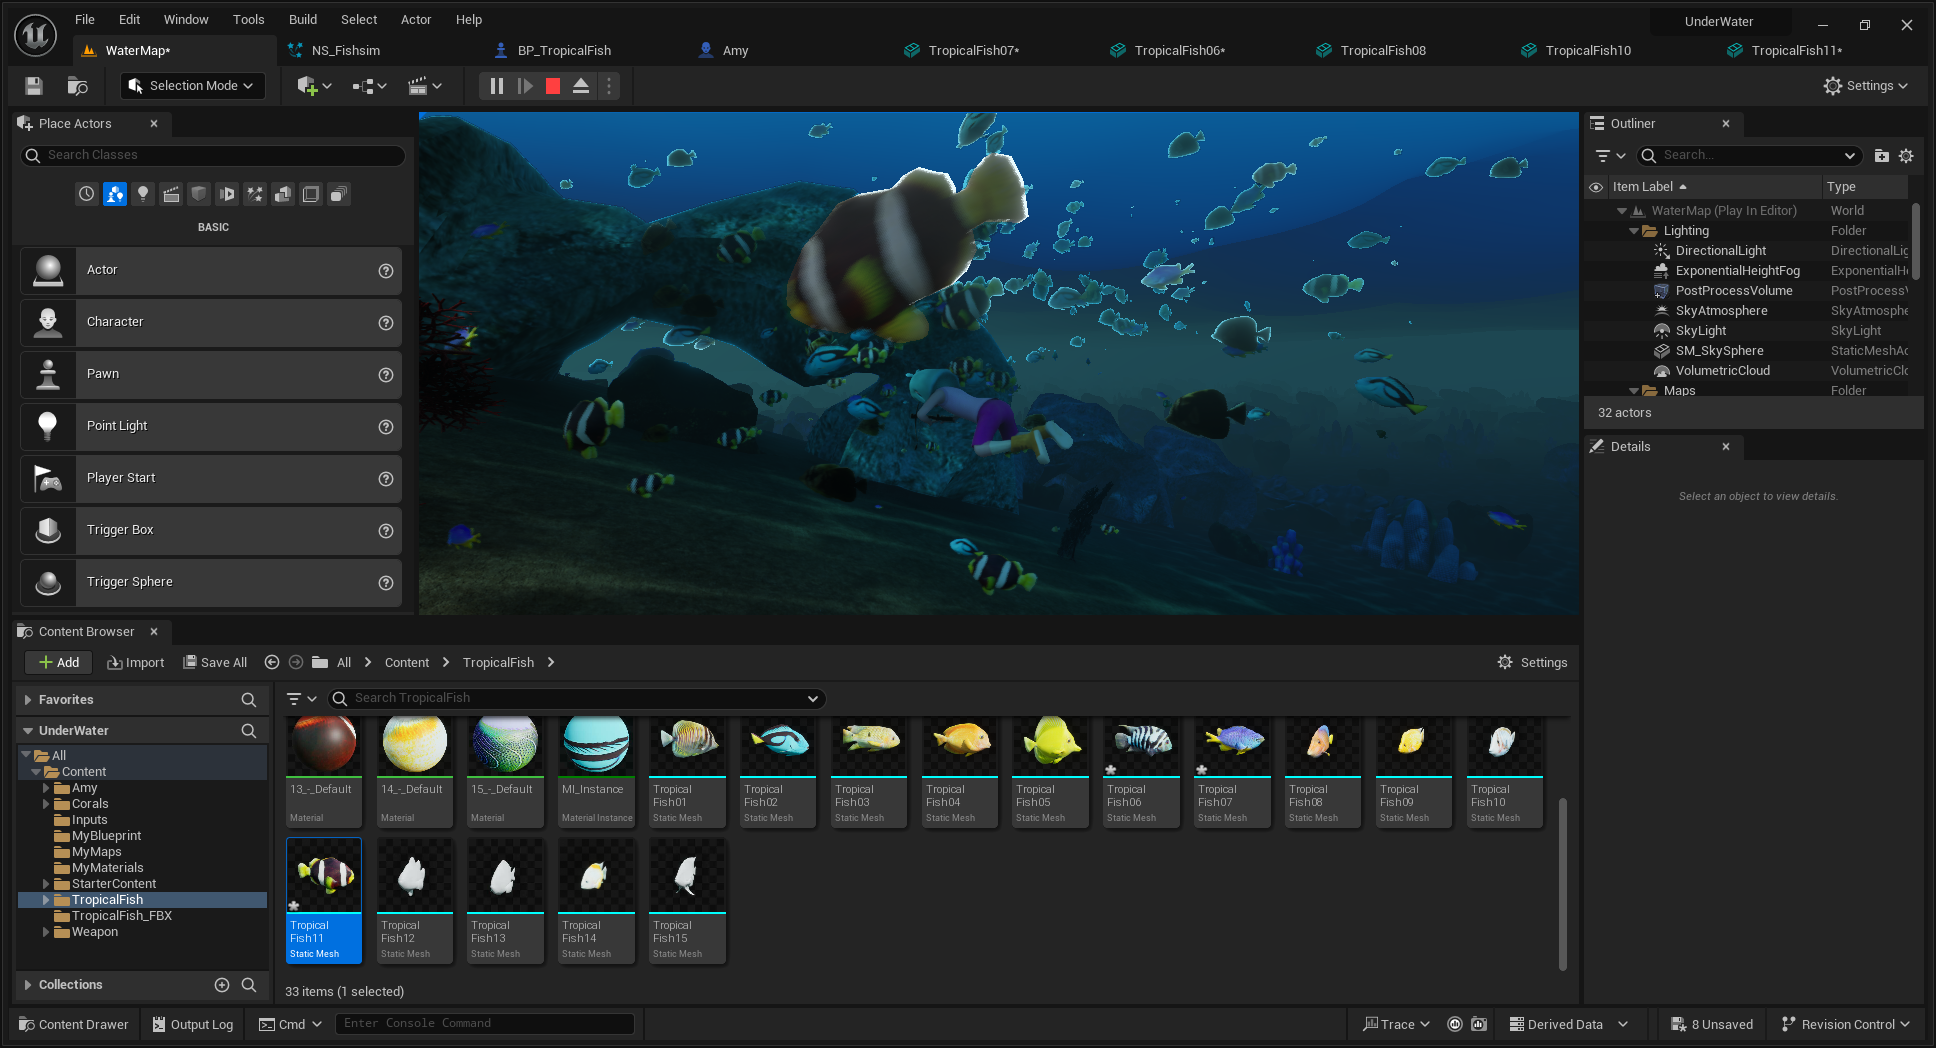 File Edit Window Tools Build Select Actor Help
UnderWater
WaterMap*
NS_Fishsim
BP_TropicalFish
Amy
TropicalFish07*
TropicalFish06*
TropicalFish08
TropicalFish10
TropicalFish11*
Selection Mode
Settings
Place Actors
Search Classes
BASIC
Actor
Character
Pawn
Point Light
Player Start
Trigger Box
Trigger Sphere
Outliner
Search...
Item Label Type
WaterMap (Play In Editor) World
Lighting Folder
DirectionalLight DirectionalLig
ExponentialHeightFog ExponentialHe
PostProcessVolume PostProcessV
SkyAtmosphere SkyAtmosphe
SkyLight SkyLight
SM_SkySphere StaticMeshAc
VolumetricCloud VolumetricClo
Maps Folder
32 actors
Details
Select an object to view details.
Content Browser
Add Import Save All All Content TropicalFish
Settings
Favorites
Search TropicalFish
UnderWater
All
Content
Amy
Corals
Inputs
MyBlueprint
MyMaps
MyMaterials
StarterContent
TropicalFish
TropicalFish_FBX
Weapon
Collections
13_-_Default
Material
14_-_Default
Material
15_-_Default
Material
MI_Instance
Material Instance
Tropical
Fish01
Static Mesh
Tropical
Fish02
Static Mesh
Tropical
Fish03
Static Mesh
Tropical
Fish04
Static Mesh
Tropical
Fish05
Static Mesh
Tropical
Fish06
Static Mesh
Tropical
Fish07
Static Mesh
Tropical
Fish08
Static Mesh
Tropical
Fish09
Static Mesh
Tropical
Fish10
Static Mesh
Tropical
Fish11
Static Mesh
Tropical
Fish12
Static Mesh
Tropical
Fish13
Static Mesh
Tropical
Fish14
Static Mesh
Tropical
Fish15
Static Mesh
33 items (1 selected)
Content Drawer
Output Log
Cmd
Enter Console Command
Trace
Derived Data
8 Unsaved
Revision Control